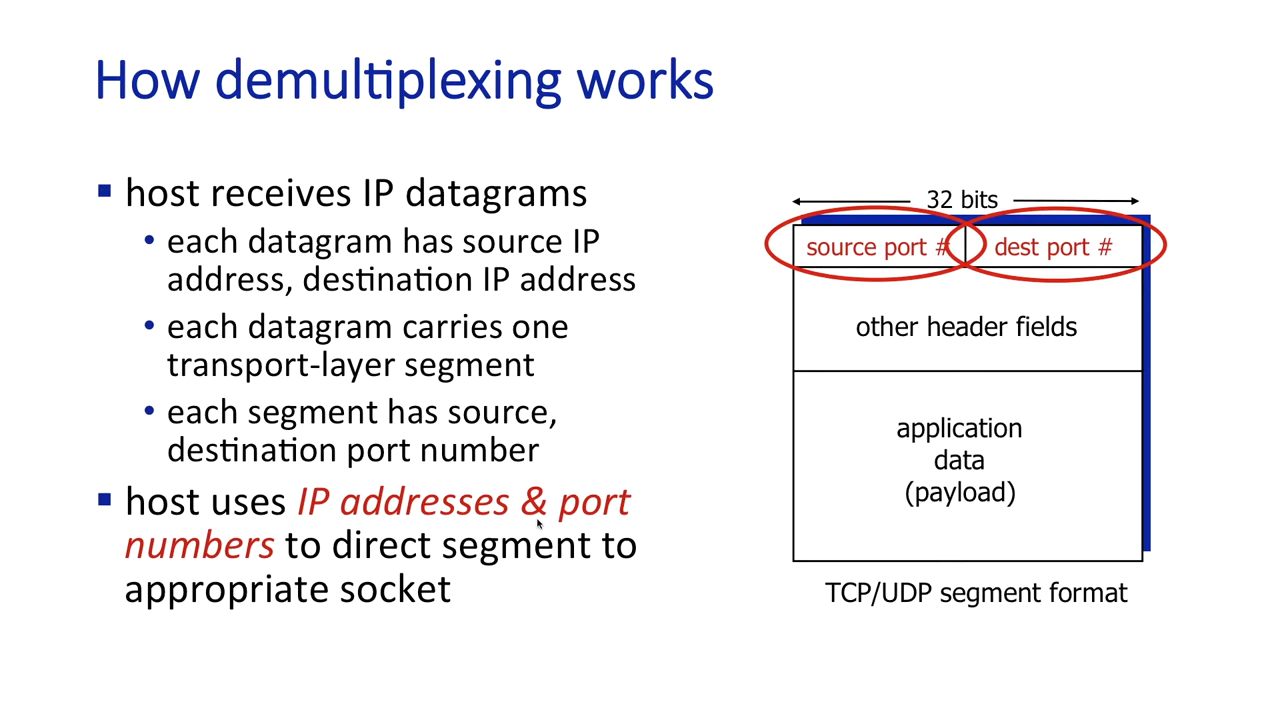 How demultiplexing works
host receives IP datagrams
each datagram has source IP
address, destination IP address
each datagram carries one
transport-layer segment
each segment has source,
destination port number
host uses IP addresses & port
numbers to direct segment to
appropriate socket
32 bits
source port # dest port #
other header fields
application
data
(payload)
TCP/UDP segment format